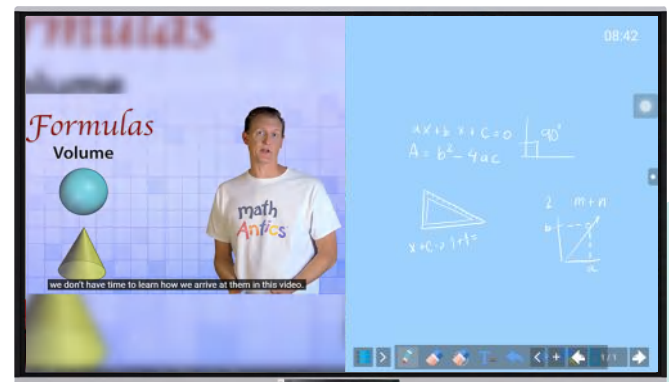 Formulas
Volume
math
Antics
we don't have time to learn how we arrive at them in this video.
08:42
ax+b x+c=0
90°
A = b² - 4ac
2. m+n
b
a
1/1